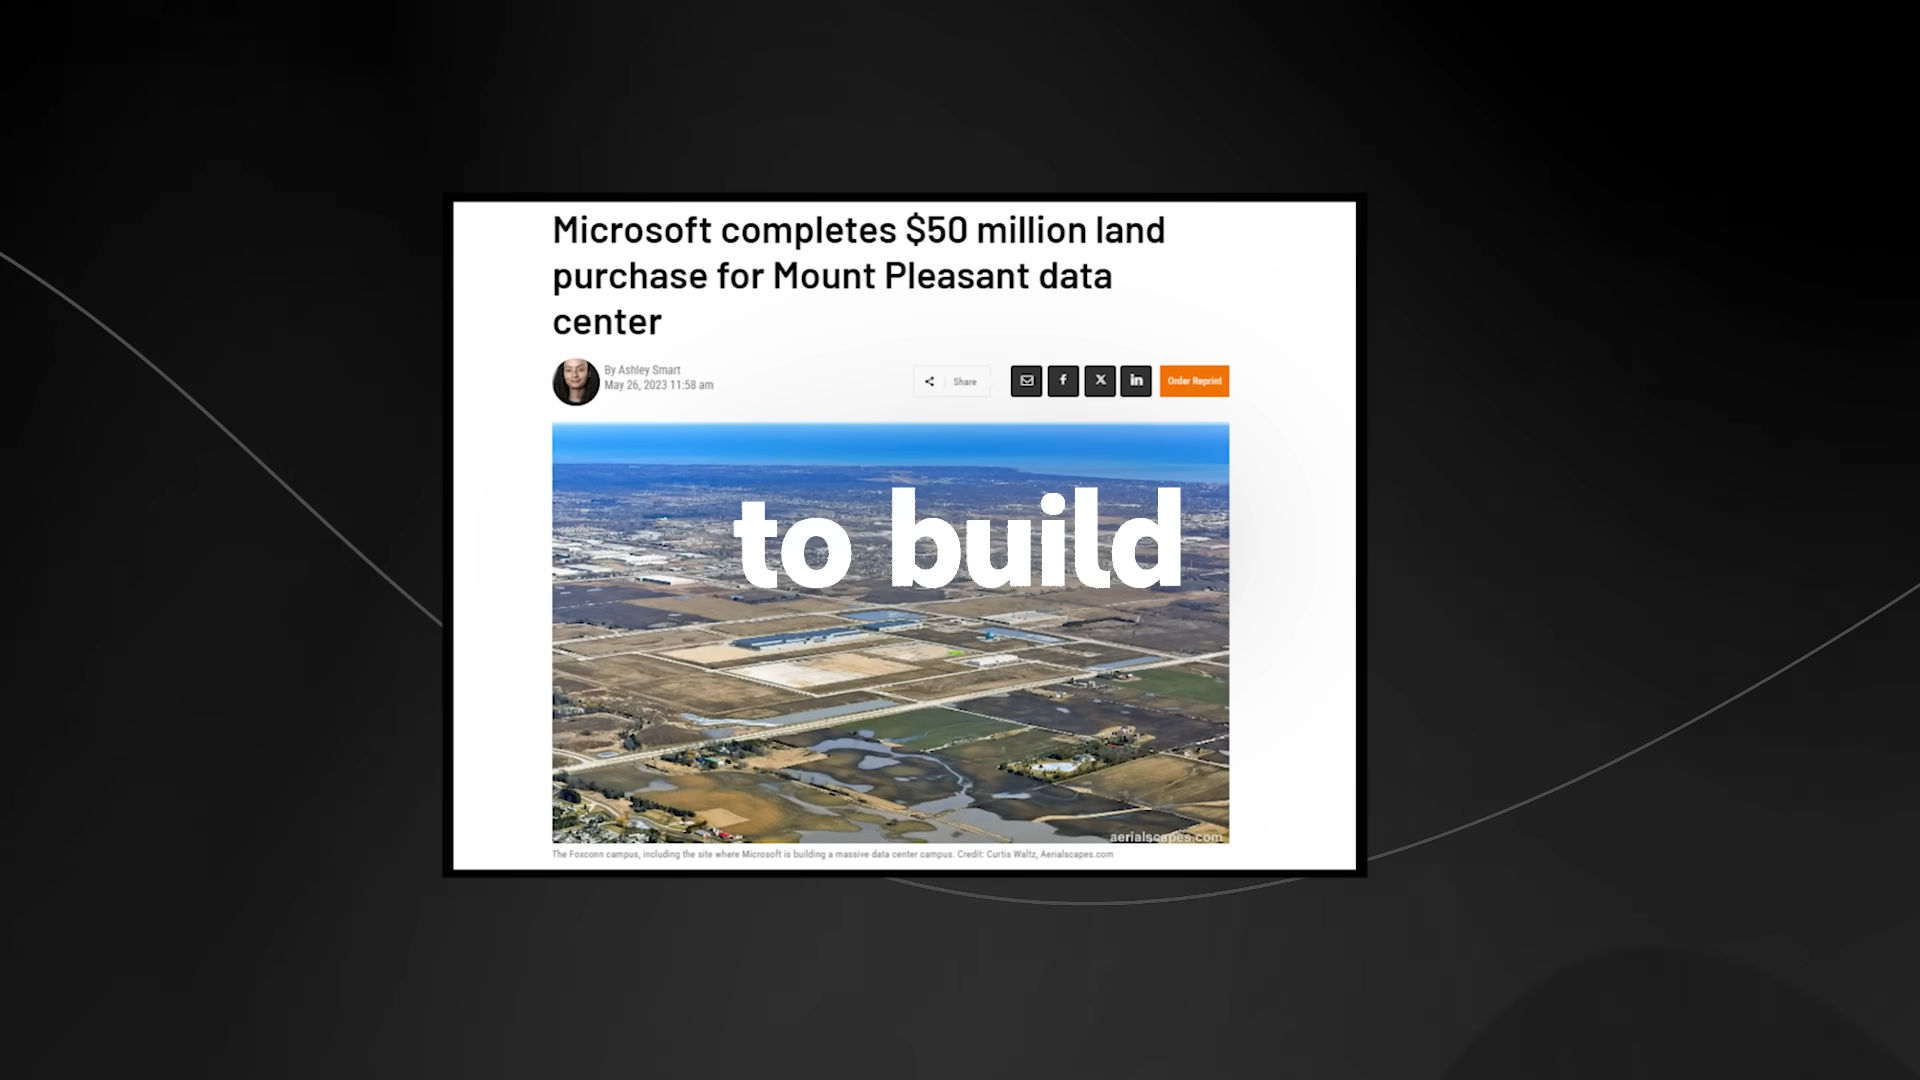 Microsoft completes $50 million land
purchase for Mount Pleasant data
center
By Ashley Smart
May 26, 2023 11:58 am
Share
Order Reprint
to build
aerialscapes.com
The Foxconn campus, including the site where Microsoft is building a massive data center campus. Credit: Curtis Waltz, Aerialscapes.com